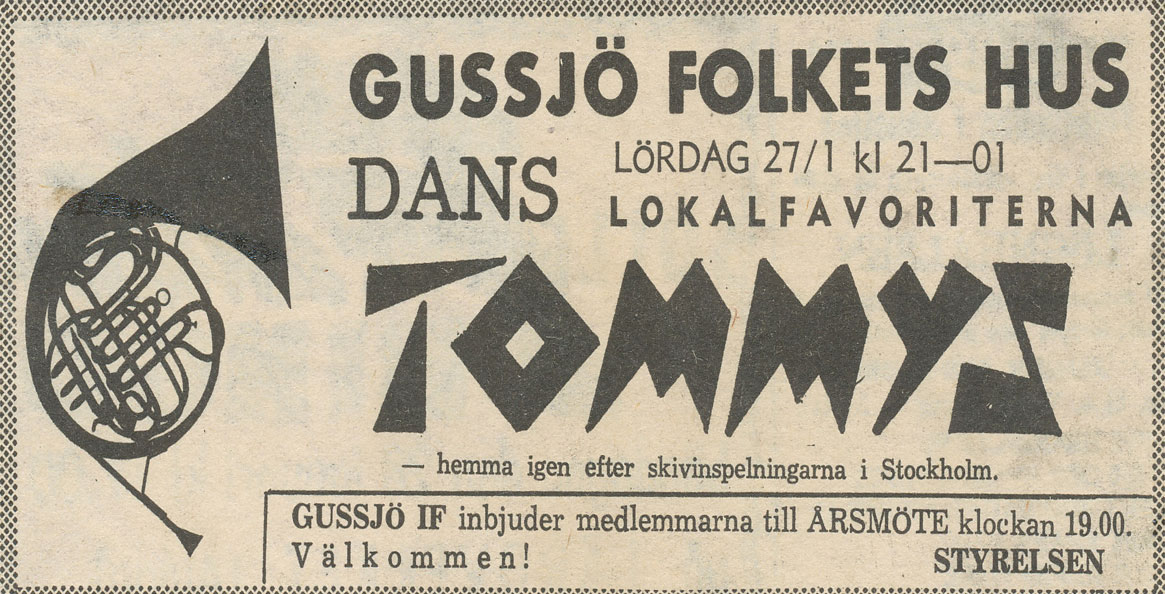 GUSSJÖ FOLKETS HUS
DANS
LÖRDAG 27/1 kl 21—01
LOKALFAVORITERNA
TOMMYS
— hemma igen efter skivinspelningarna i Stockholm.
GUSSJÖ IF inbjuder medlemmarna till ÅRSMÖTE klockan 19.00.
Välkommen! STYRELSEN